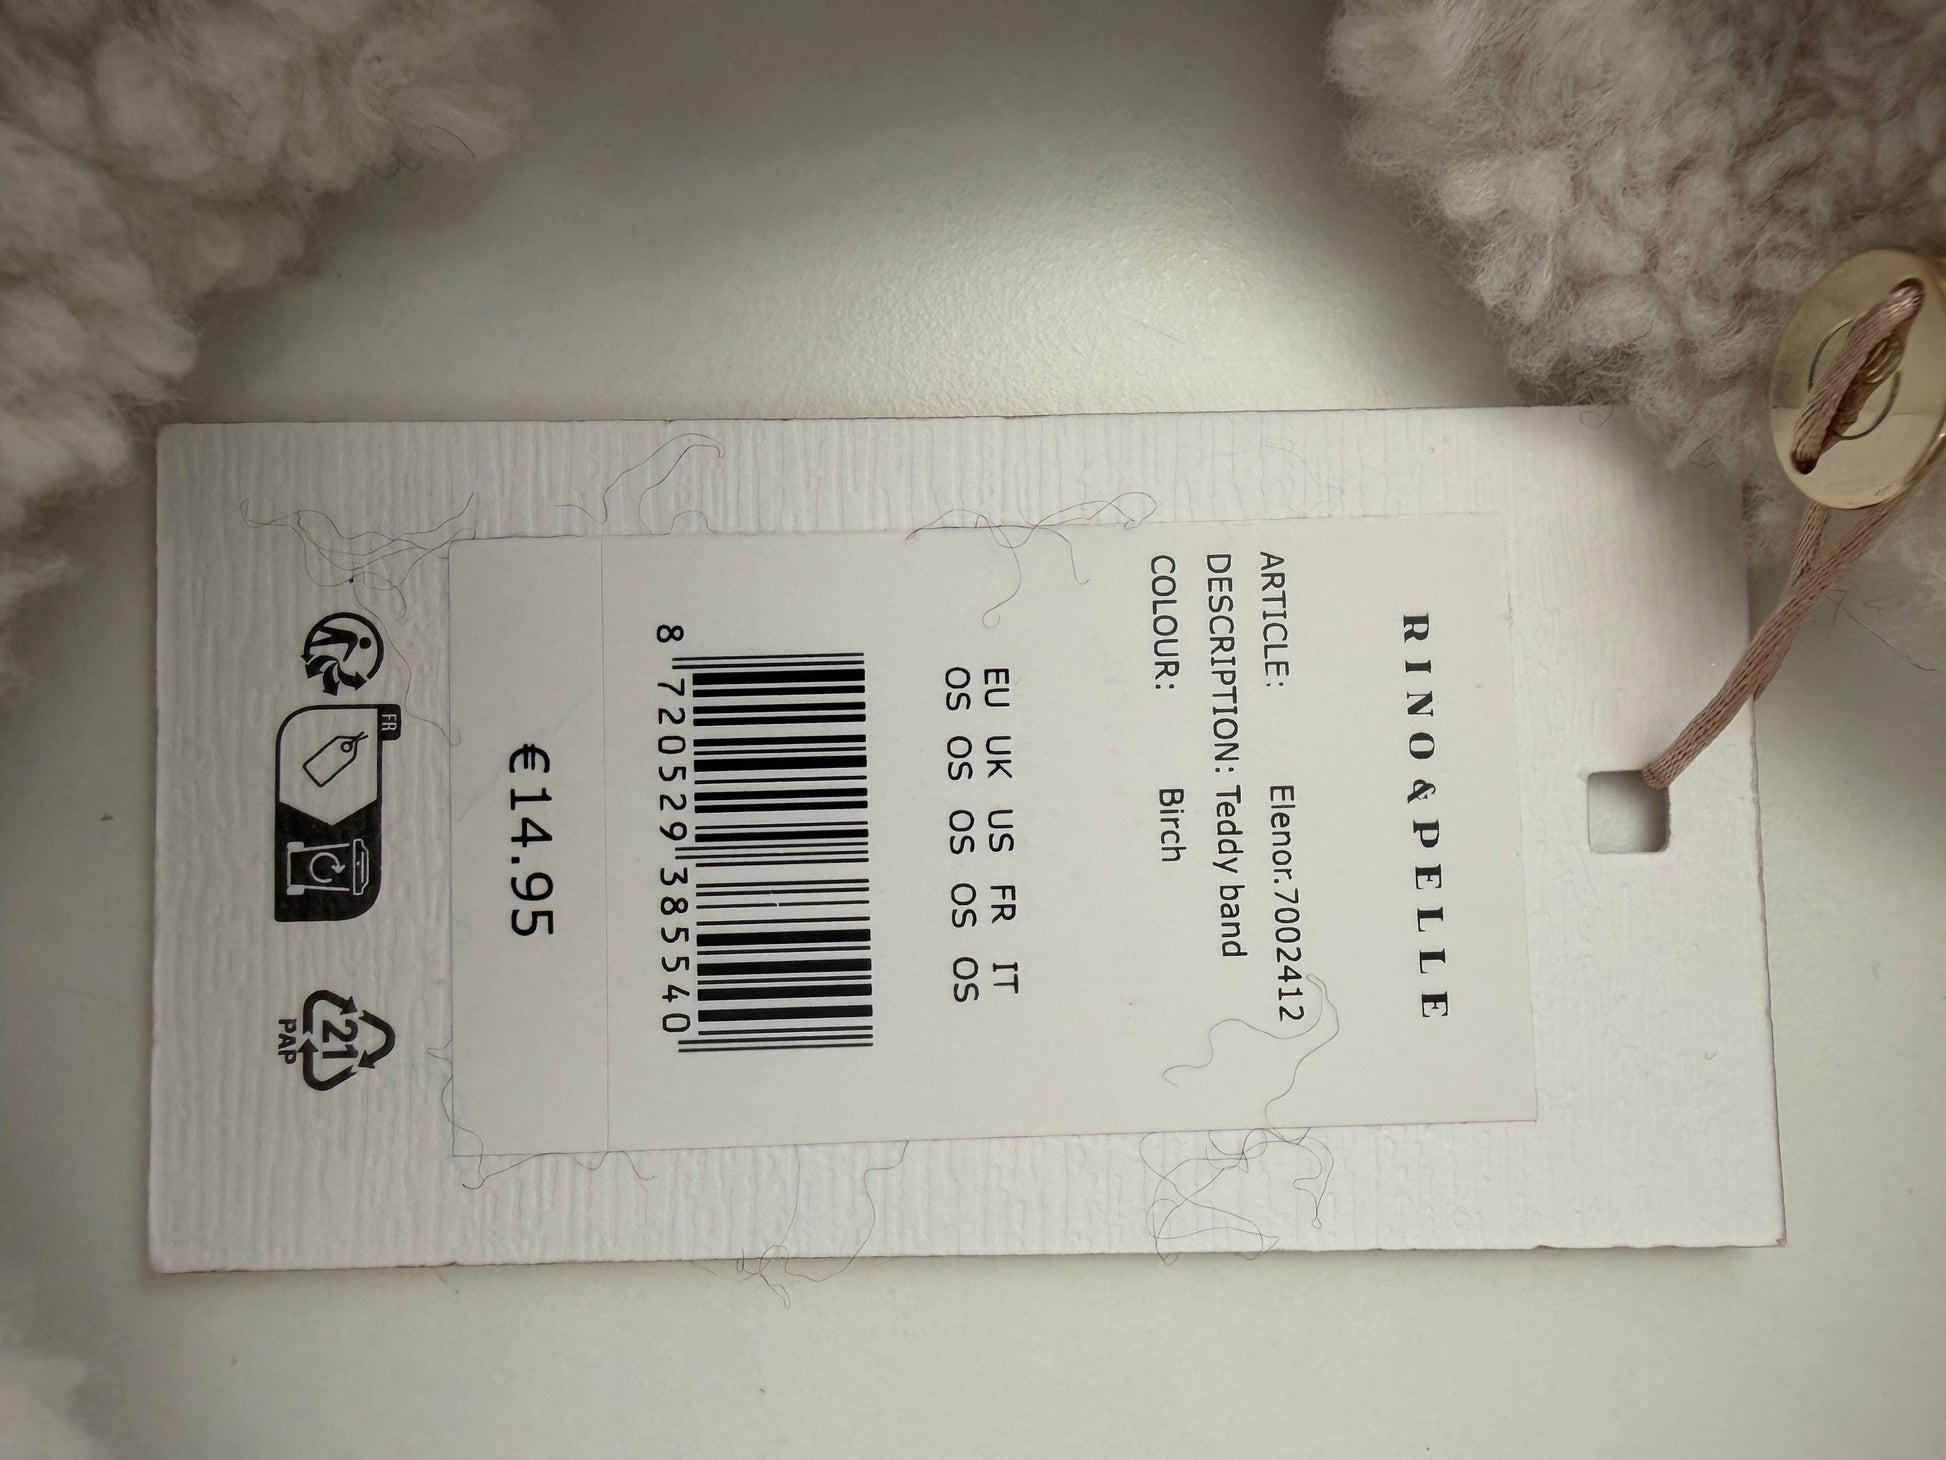 RINO&PELLE
ARTICLE: Elenor.7002412
DESCRIPTION: Teddy band
COLOUR: Birch
EU UK US FR IT
OS OS OS OS OS
8 720529 385540
€14.95
FR
21
PAP